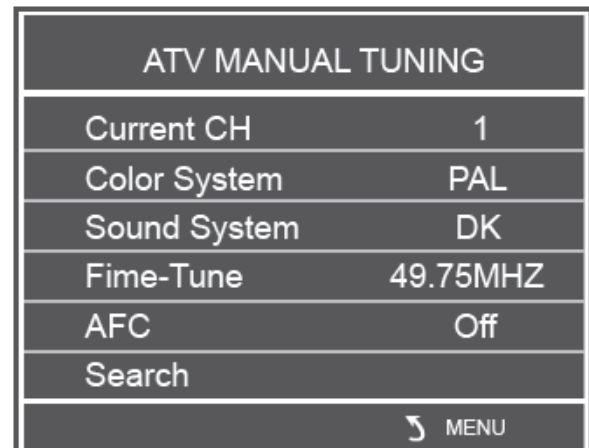 ATV MANUAL TUNING
Current CH 1
Color System PAL
Sound System DK
Fime-Tune 49.75MHZ
AFC Off
Search
MENU